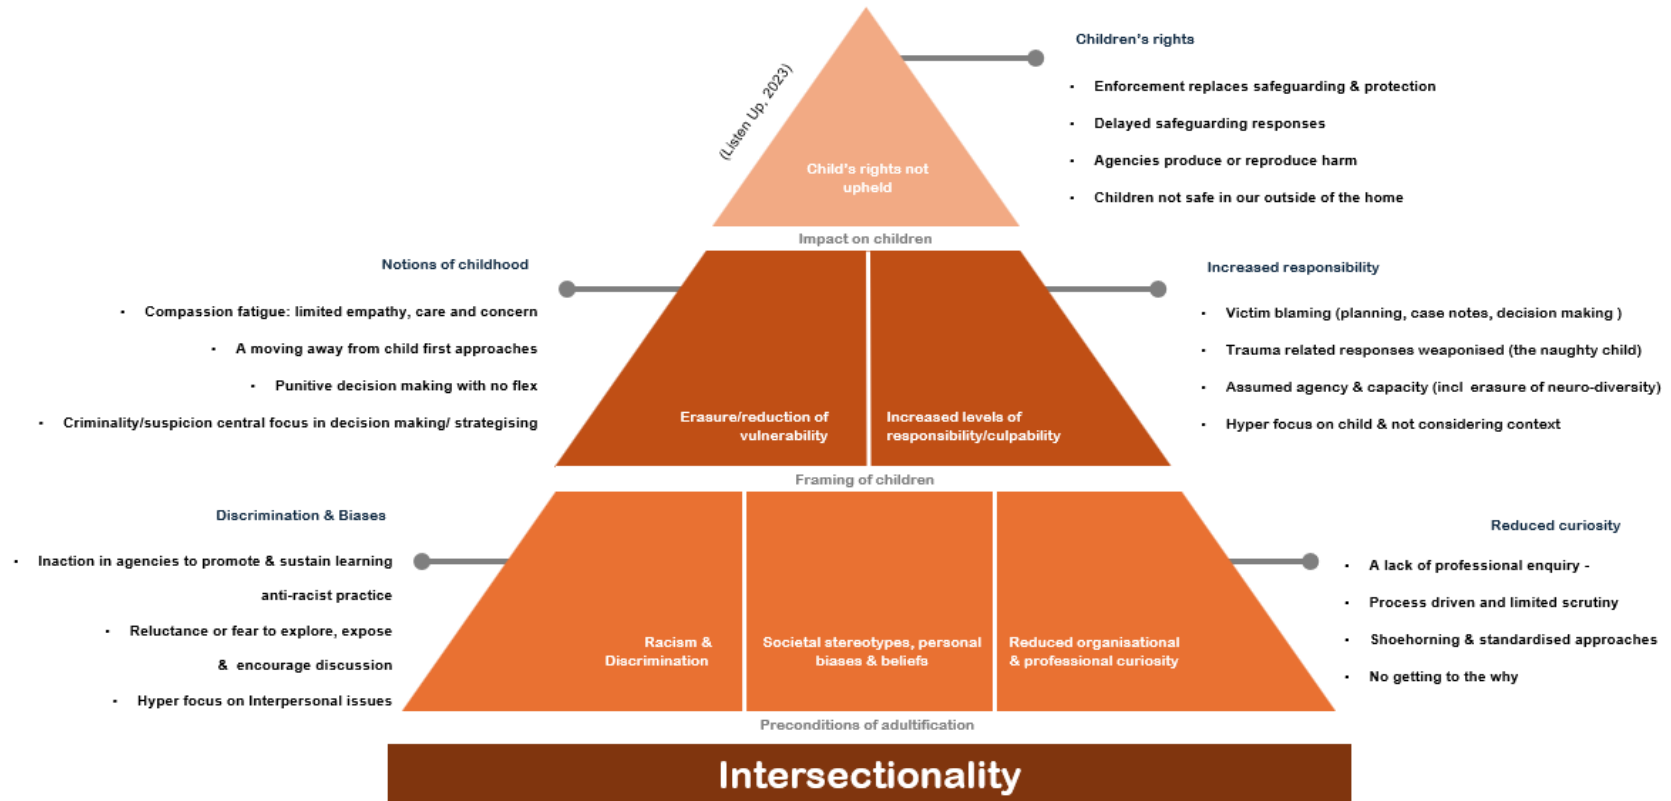 Children's rights
• Enforcement replaces safeguarding & protection
• Delayed safeguarding responses
• Agencies produce or reproduce harm
• Children not safe in our outside of the home
(Listen Up, 2023)
Child's rights not
upheld
Impact on children
Notions of childhood
• Compassion fatigue: limited empathy, care and concern
• A moving away from child first approaches
• Punitive decision making with no flex
• Criminality/suspicion central focus in decision making/ strategising
Erasure/reduction of
vulnerability
Increased levels of
responsibility/culpability
Increased responsibility
• Victim blaming (planning, case notes, decision making )
• Trauma related responses weaponised (the naughty child)
• Assumed agency & capacity (incl erasure of neuro-diversity)
• Hyper focus on child & not considering context
Framing of children
Discrimination & Biases
• Inaction in agencies to promote & sustain learning
anti-racist practice
• Reluctance or fear to explore, expose
& encourage discussion
• Hyper focus on Interpersonal issues
Racism &
Discrimination
Societal stereotypes, personal
biases & beliefs
Reduced organisational
& professional curiosity
Reduced curiosity
• A lack of professional enquiry -
• Process driven and limited scrutiny
• Shoehorning & standardised approaches
• No getting to the why
Preconditions of adultification
Intersectionality